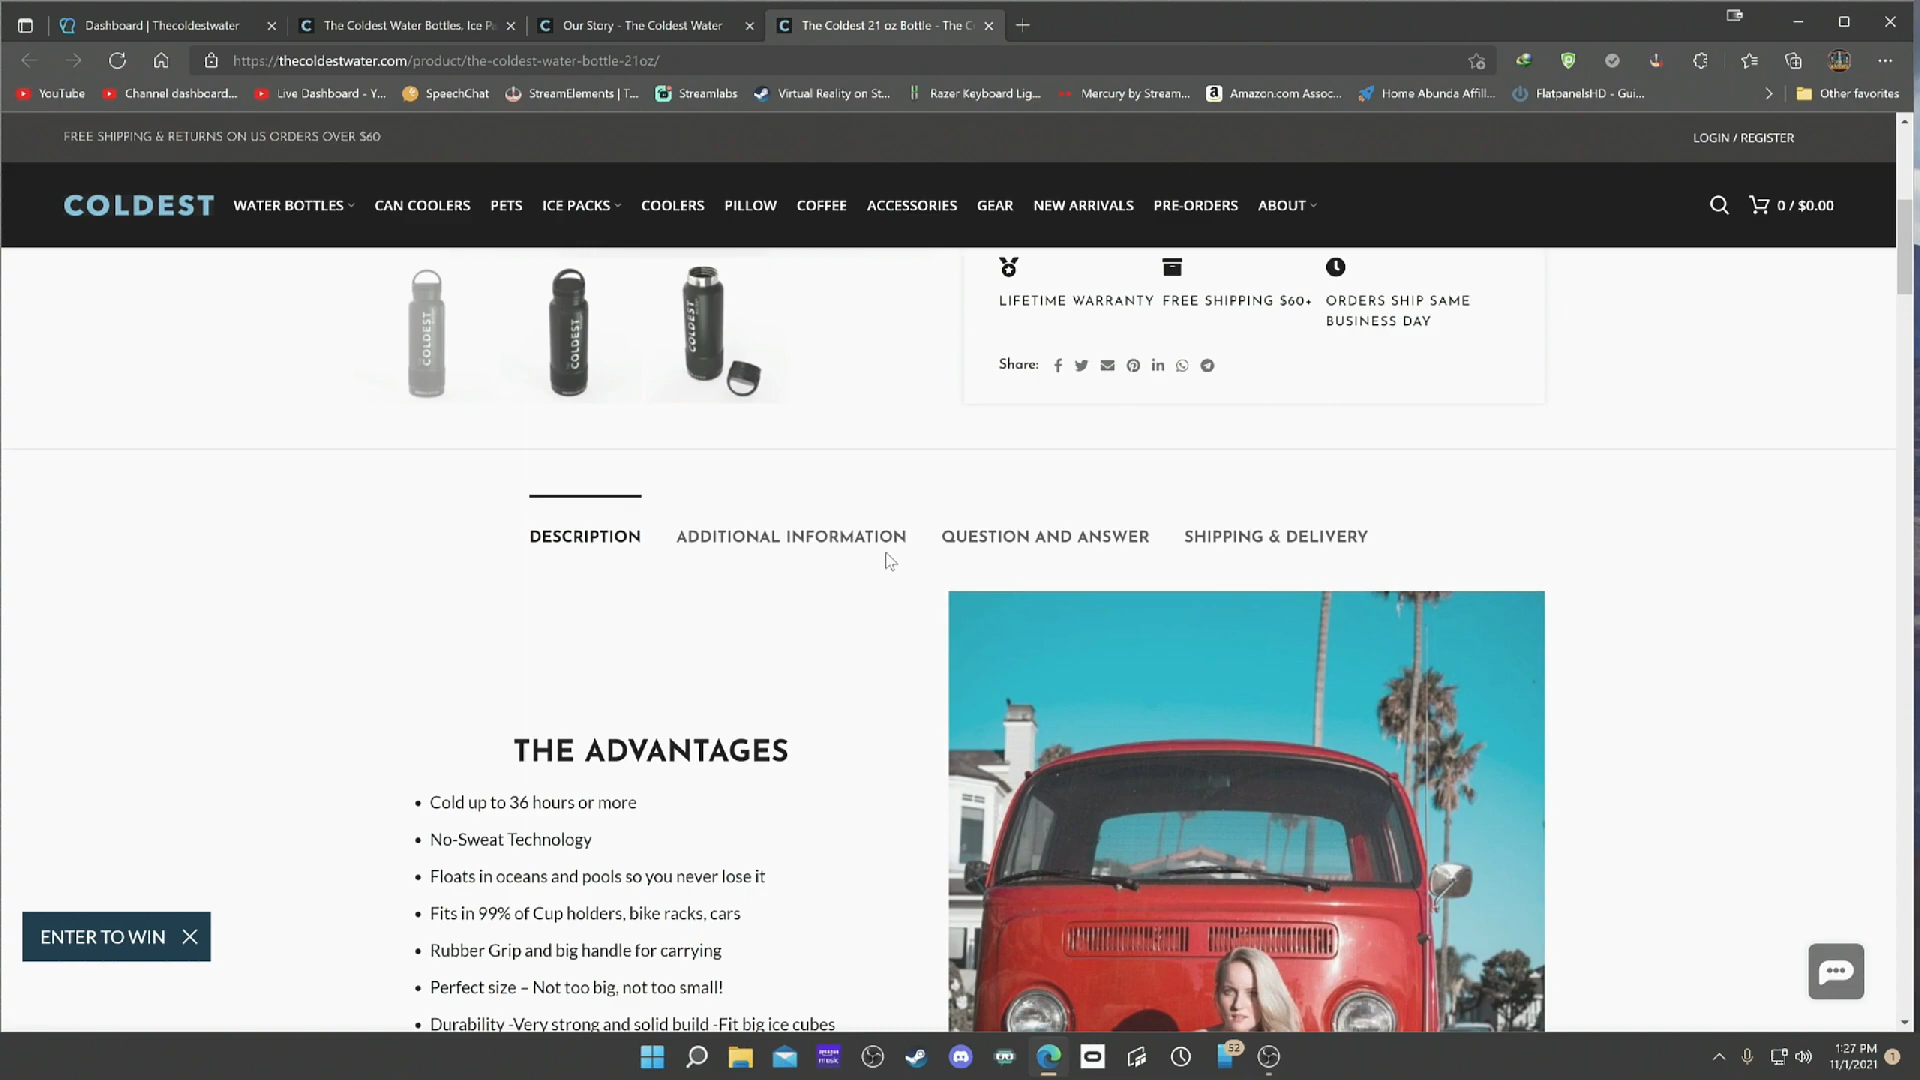 Dashboard | Thecoldestwater
The Coldest Water Bottles, Ice P
Our Story - The Coldest Water
The Coldest 21 oz Bottle - The C
https://thecoldestwater.com/product/the-coldest-water-bottle-21oz/
YouTube
Channel dashboard...
Live Dashboard - Y...
SpeechChat
StreamElements | T...
Streamlabs
Virtual Reality on St...
Razer Keyboard Lig...
Mercury by Stream...
Amazon.com Assoc...
Home Abunda Affill...
FlatpanelsHD - Gui...
Other favorites
FREE SHIPPING & RETURNS ON US ORDERS OVER $60
LOGIN / REGISTER
COLDEST
WATER BOTTLES
CAN COOLERS
PETS
ICE PACKS
COOLERS
PILLOW
COFFEE
ACCESSORIES
GEAR
NEW ARRIVALS
PRE-ORDERS
ABOUT
0 / $0.00
COLDEST
COLDEST
COLDEST
LIFETIME WARRANTY
FREE SHIPPING $60+
ORDERS SHIP SAME
BUSINESS DAY
Share:
DESCRIPTION
ADDITIONAL INFORMATION
QUESTION AND ANSWER
SHIPPING & DELIVERY
THE ADVANTAGES
• Cold up to 36 hours or more
• No-Sweat Technology
• Floats in oceans and pools so you never lose it
• Fits in 99% of Cup holders, bike racks, cars
• Rubber Grip and big handle for carrying
• Perfect size – Not too big, not too small!
• Durability -Very strong and solid build -Fit big ice cubes
ENTER TO WIN
amazon
music
52
1:27 PM
11/1/2021
1